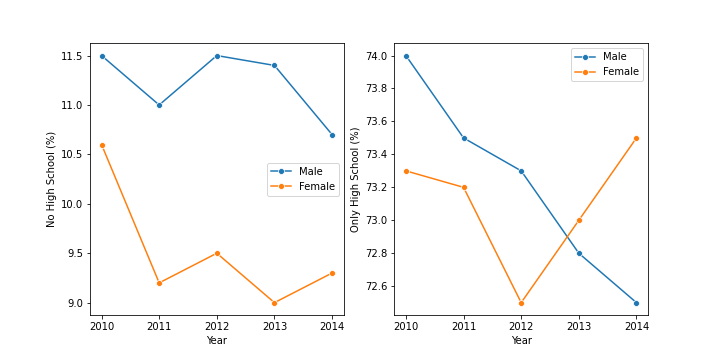 No High School (%)
11.5
11.0
10.5
10.0
9.5
9.0
2010 2011 2012 2013 2014
Year
Male
Female
Only High School (%)
74.0
73.8
73.6
73.4
73.2
73.0
72.8
72.6
2010 2011 2012 2013 2014
Year
Male
Female